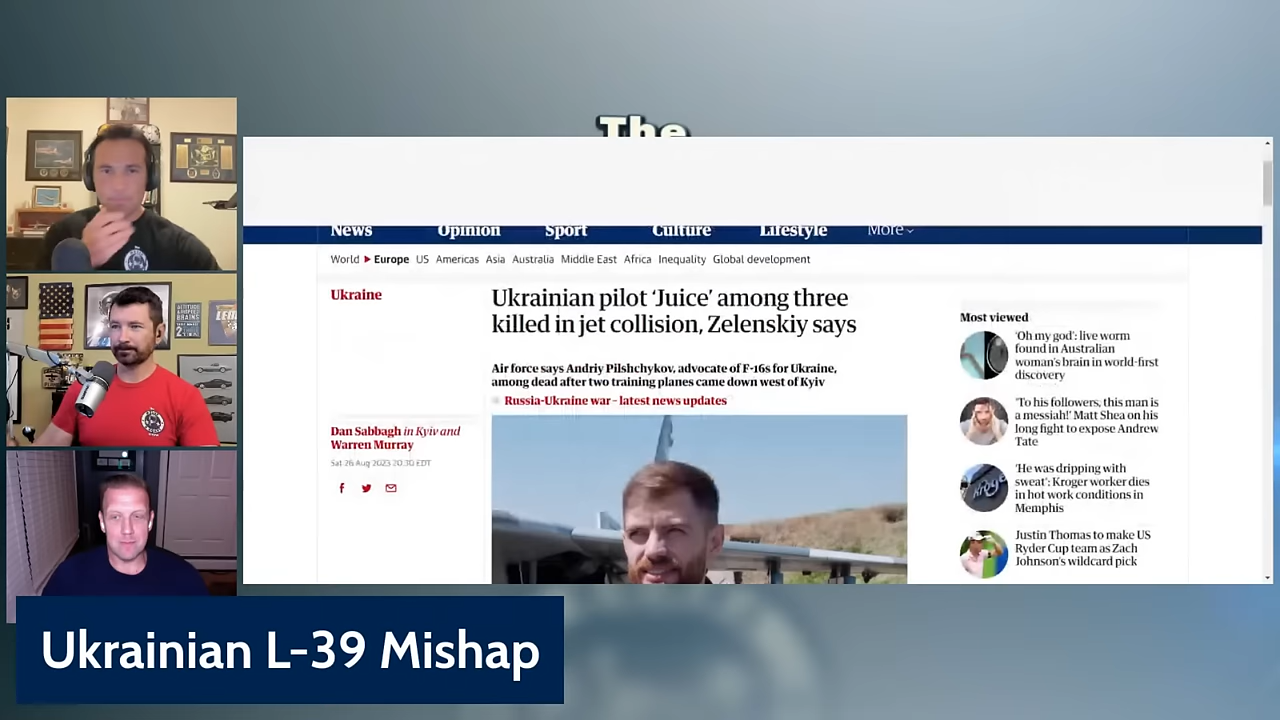 The
News Opinion Sport Culture Lifestyle More
World Europe US Americas Asia Australia Middle East Africa Inequality Global development
Ukraine
Ukrainian pilot ‘Juice’ among three
killed in jet collision, Zelenskiy says
Air force says Andriy Pilshchykov, advocate of F-16s for Ukraine,
among dead after two training planes came down west of Kyiv
Russia-Ukraine war – latest news updates
Dan Sabbagh in Kyiv and
Warren Murray
Sat 26 Aug 2023 20.30 EDT
Most viewed
‘Oh my god’: live worm
found in Australian
woman’s brain in world-first
discovery
‘To his followers, this man is
a messiah!’ Matt Shea on his
long fight to expose Andrew
Tate
‘He was dripping with
sweat’: Kroger worker dies
in hot work conditions in
Memphis
Justin Thomas to make US
Ryder Cup team as Zach
Johnson’s wildcard pick
Kroger
Ukrainian L-39 Mishap